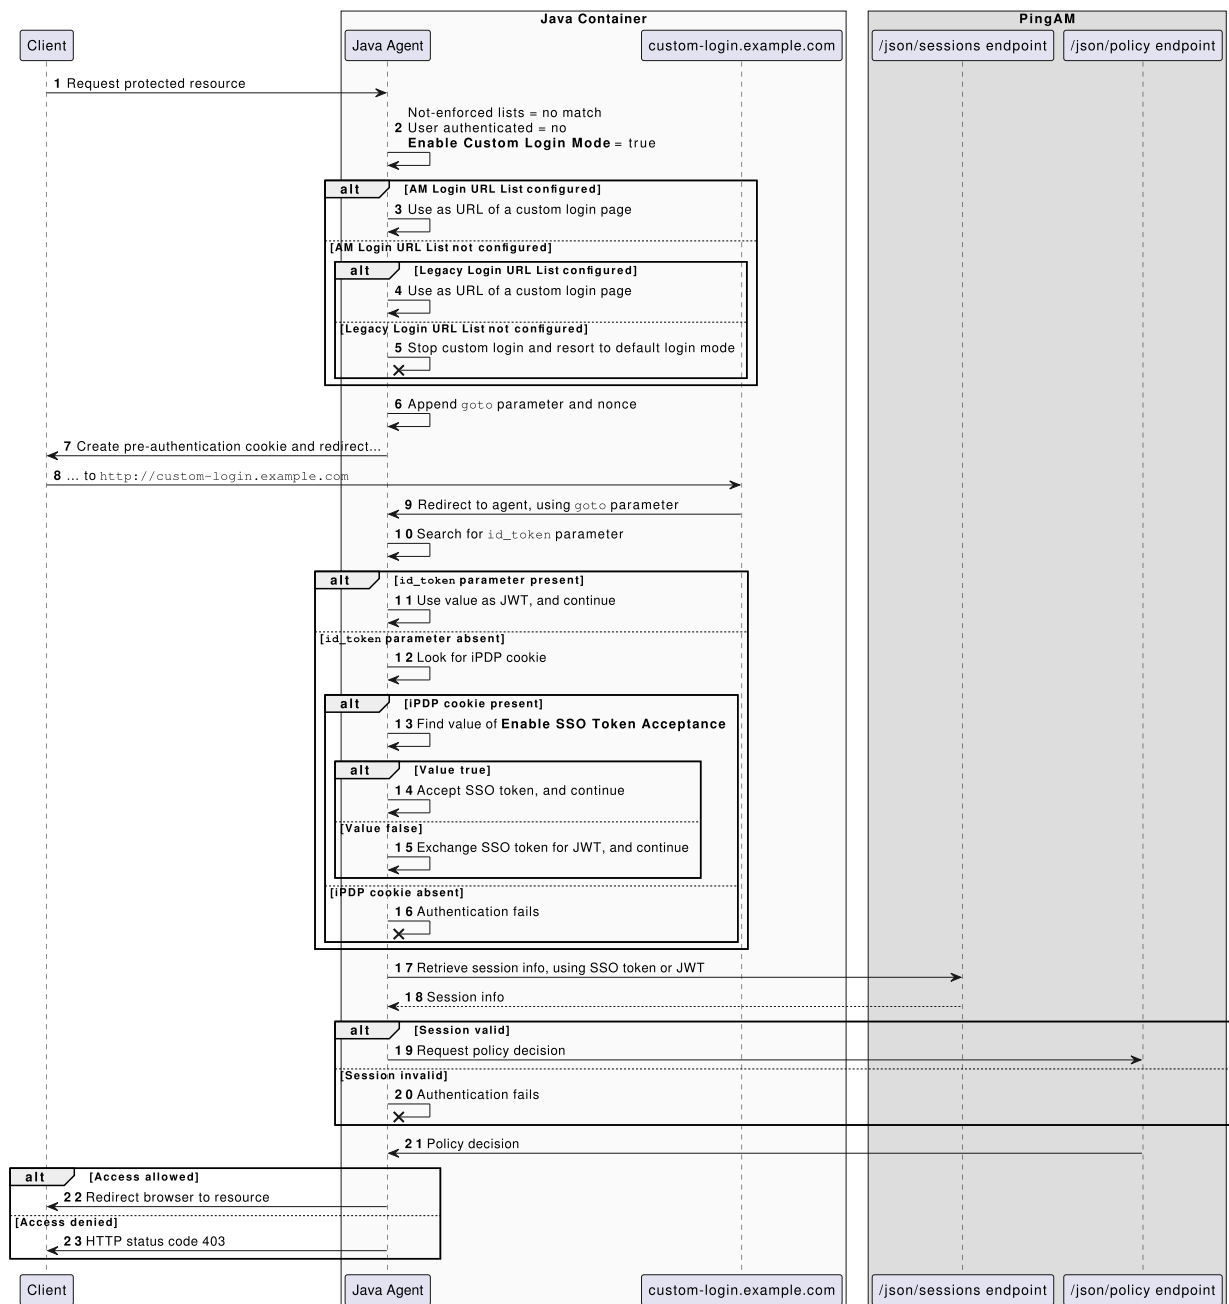 Java Container
PingAM
Client
Java Agent
custom-login.example.com
/json/sessions endpoint
/json/policy endpoint
1 Request protected resource
Not-enforced lists = no match
2 User authenticated = no
Enable Custom Login Mode = true
alt [AM Login URL List configured]
3 Use as URL of a custom login page
[AM Login URL List not configured]
alt [Legacy Login URL List configured]
4 Use as URL of a custom login page
[Legacy Login URL List not configured]
5 Stop custom login and resort to default login mode
6 Append goto parameter and nonce
7 Create pre-authentication cookie and redirect...
8 ... to http://custom-login.example.com
9 Redirect to agent, using goto parameter
10 Search for id_token parameter
alt [id_token parameter present]
11 Use value as JWT, and continue
[id_token parameter absent]
12 Look for iPDP cookie
alt [iPDP cookie present]
13 Find value of Enable SSO Token Acceptance
alt [Value true]
14 Accept SSO token, and continue
[Value false]
15 Exchange SSO token for JWT, and continue
[iPDP cookie absent]
16 Authentication fails
17 Retrieve session info, using SSO token or JWT
18 Session info
alt [Session valid]
19 Request policy decision
[Session invalid]
20 Authentication fails
21 Policy decision
alt [Access allowed]
22 Redirect browser to resource
[Access denied]
23 HTTP status code 403
Client
Java Agent
custom-login.example.com
/json/sessions endpoint
/json/policy endpoint